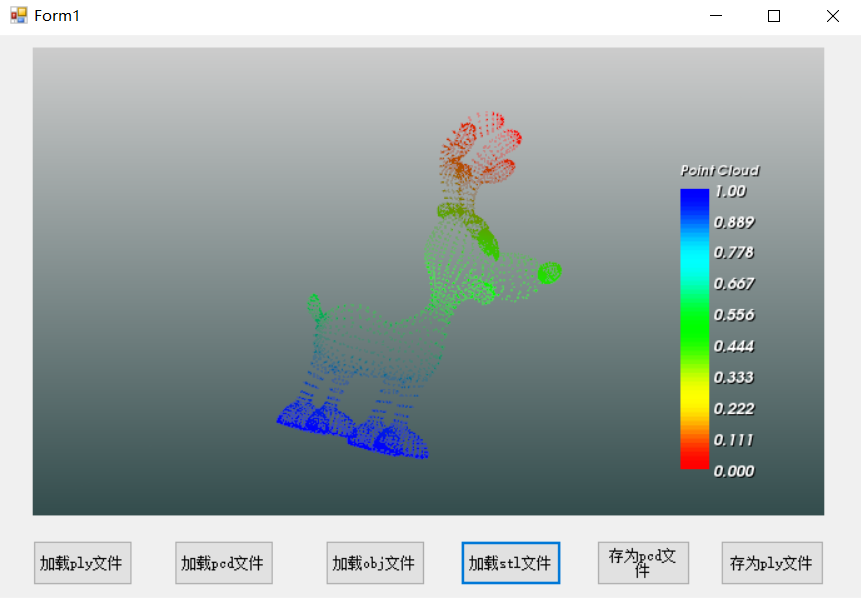 Form1
Point Cloud
1.00
0.889
0.778
0.667
0.556
0.444
0.333
0.222
0.111
0.000
加载ply文件
加载pcd文件
加载obj文件
加载stl文件
存为pcd文
件
存为ply文件